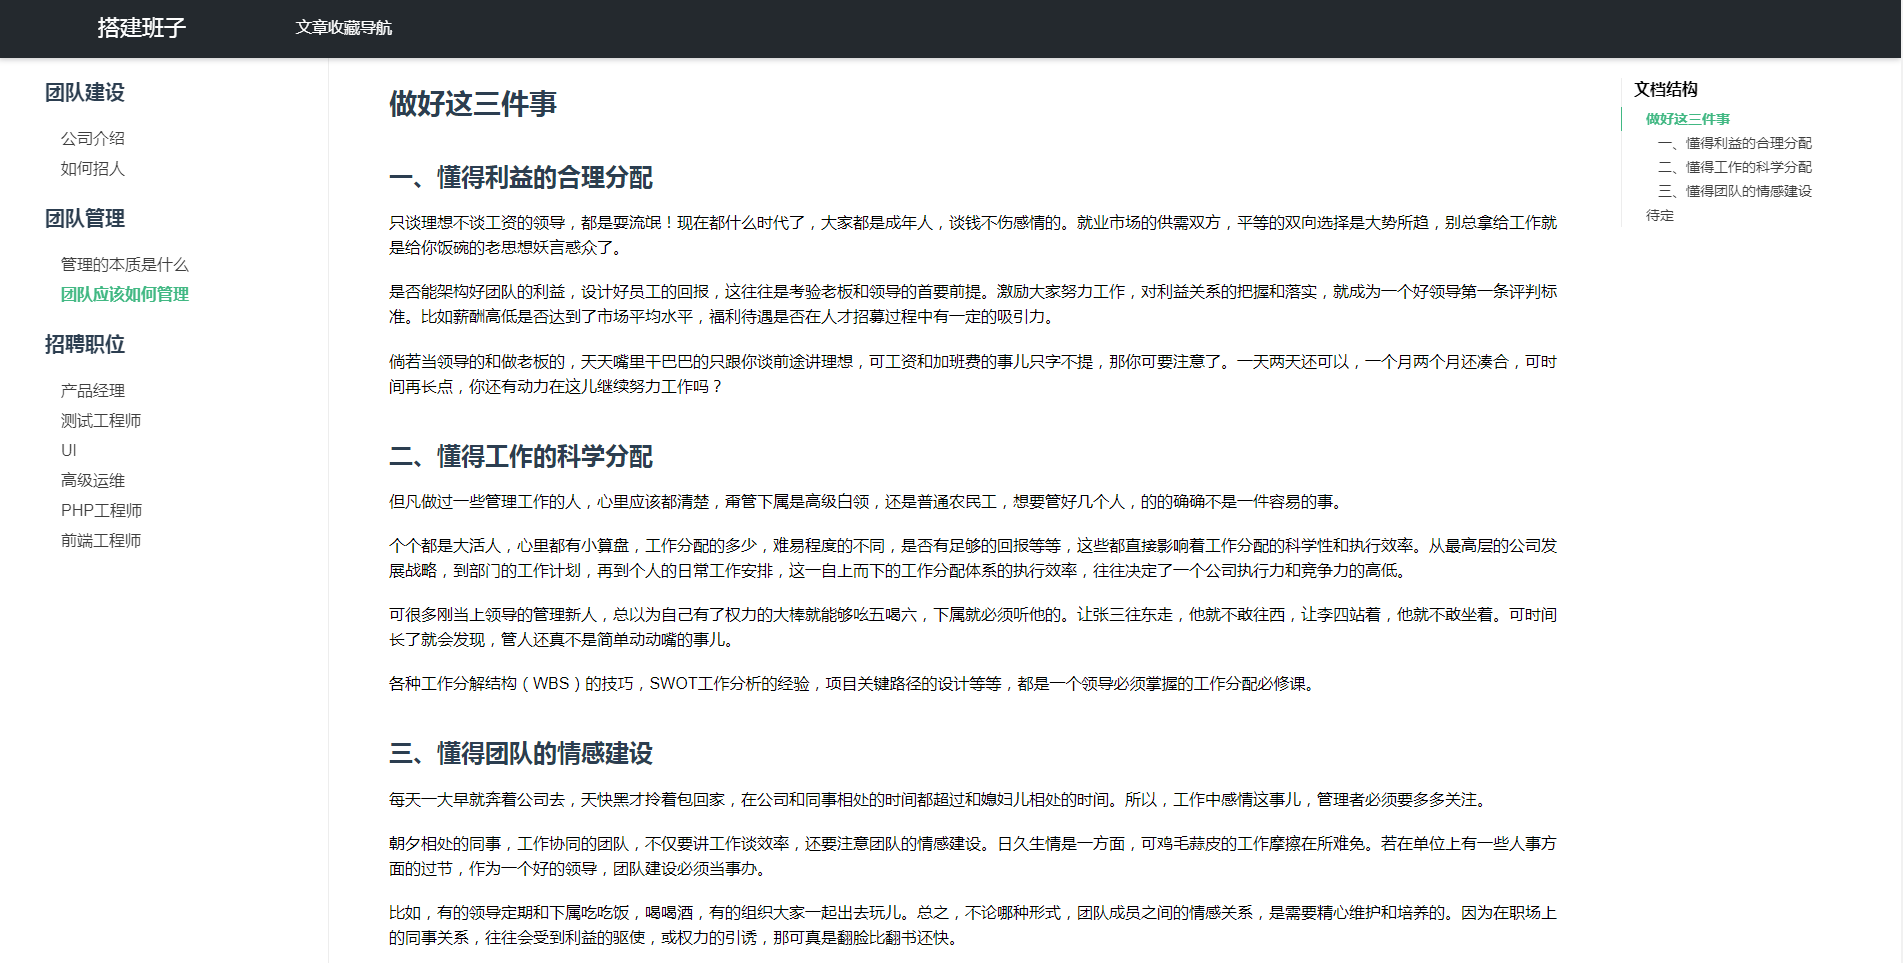 搭建班子
文章收藏导航
团队建设
公司介绍
如何招人
团队管理
管理的本质是什么
团队应该如何管理
招聘职位
产品经理
测试工程师
UI
高级运维
PHP工程师
前端工程师
做好这三件事
一、懂得利益的合理分配
只谈理想不谈工资的领导，都是耍流氓！现在都什么时代了，大家都是成年人，谈钱不伤感情的。就业市场的供需双方，平等的双向选择是大势所趋，别总拿给工作就
是给你饭碗的老思想妖言惑众了。
是否能架构好团队的利益，设计好员工的回报，这往往是考验老板和领导的首要前提。激励大家努力工作，对利益关系的把握和落实，就成为一个好领导第一条评判标
准。比如薪酬高低是否达到了市场平均水平，福利待遇是否在人才招募过程中有一定的吸引力。
倘若当领导的和做老板的，天天嘴里干巴巴的只跟你谈前途讲理想，可工资和加班费的事儿只字不提，那你可要注意了。一天两天还可以，一个月两个月还凑合，可时
间再长点，你还有动力在这儿继续努力工作吗？
二、懂得工作的科学分配
但凡做过一些管理工作的人，心里应该都清楚，甭管下属是高级白领，还是普通农民工，想要管好几个人，的的确确不是一件容易的事。
个个都是大活人，心里都有小算盘，工作分配的多少，难易程度的不同，是否有足够的回报等等，这些都直接影响着工作分配的科学性和执行效率。从最高层的公司发
展战略，到部门的工作计划，再到个人的日常工作安排，这一自上而下的工作分配体系的执行效率，往往决定了一个公司执行力和竞争力的高低。
可很多刚当上领导的管理新人，总以为自己有了权力的大棒就能够吆五喝六，下属就必须听他的。让张三往东走，他就不敢往西，让李四站着，他就不敢坐着。可时间
长了就会发现，管人还真不是简单动动嘴的事儿。
各种工作分解结构（WBS）的技巧，SWOT工作分析的经验，项目关键路径的设计等等，都是一个领导必须掌握的工作分配必修课。
三、懂得团队的情感建设
每天一大早就奔着公司去，天快黑才拎着包回家，在公司和同事相处的时间都超过和媳妇儿相处的时间。所以，工作中感情这事儿，管理者必须要多多关注。
朝夕相处的同事，工作协同的团队，不仅要讲工作谈效率，还要注意团队的情感建设。日久生情是一方面，可鸡毛蒜皮的工作摩擦在所难免。若在单位上有一些人事方
面的过节，作为一个好的领导，团队建设必须当事办。
比如，有的领导定期和下属吃吃饭，喝喝酒，有的组织大家一起出去玩儿。总之，不论哪种形式，团队成员之间的情感关系，是需要精心维护和培养的。因为在职场上
的同事关系，往往会受到利益的驱使，或权力的引诱，那可真是翻脸比翻书还快。
文档结构
做好这三件事
一、懂得利益的合理分配
二、懂得工作的科学分配
三、懂得团队的情感建设
待定